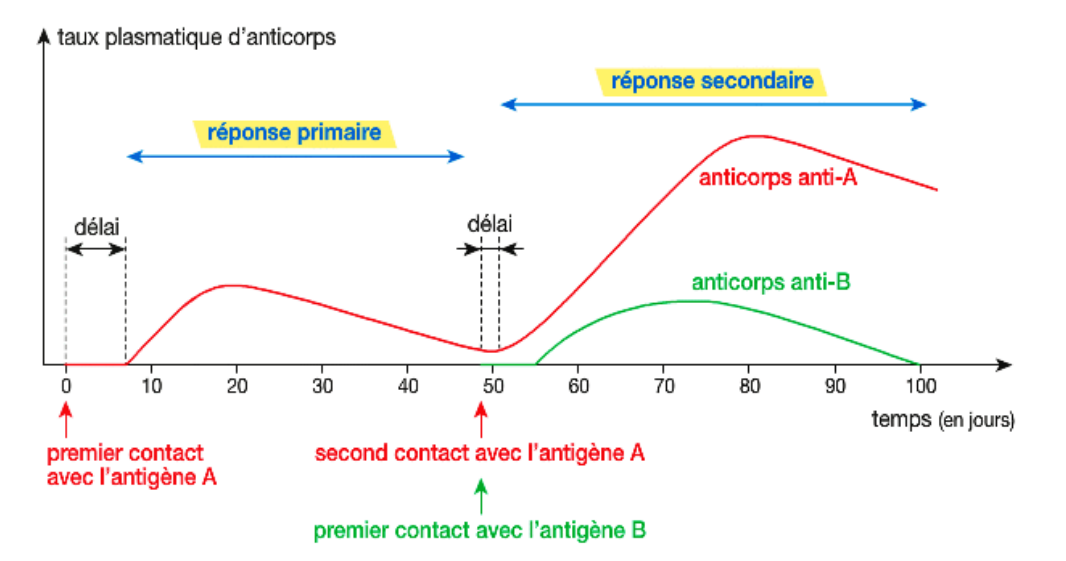 taux plasmatique d'anticorps
réponse secondaire
réponse primaire
anticorps anti-A
délai
délai
anticorps anti-B
0 10 20 30 40 50 60 70 80 90 100
temps (en jours)
premier contact
avec l'antigène A
second contact avec l'antigène A
premier contact avec l'antigène B